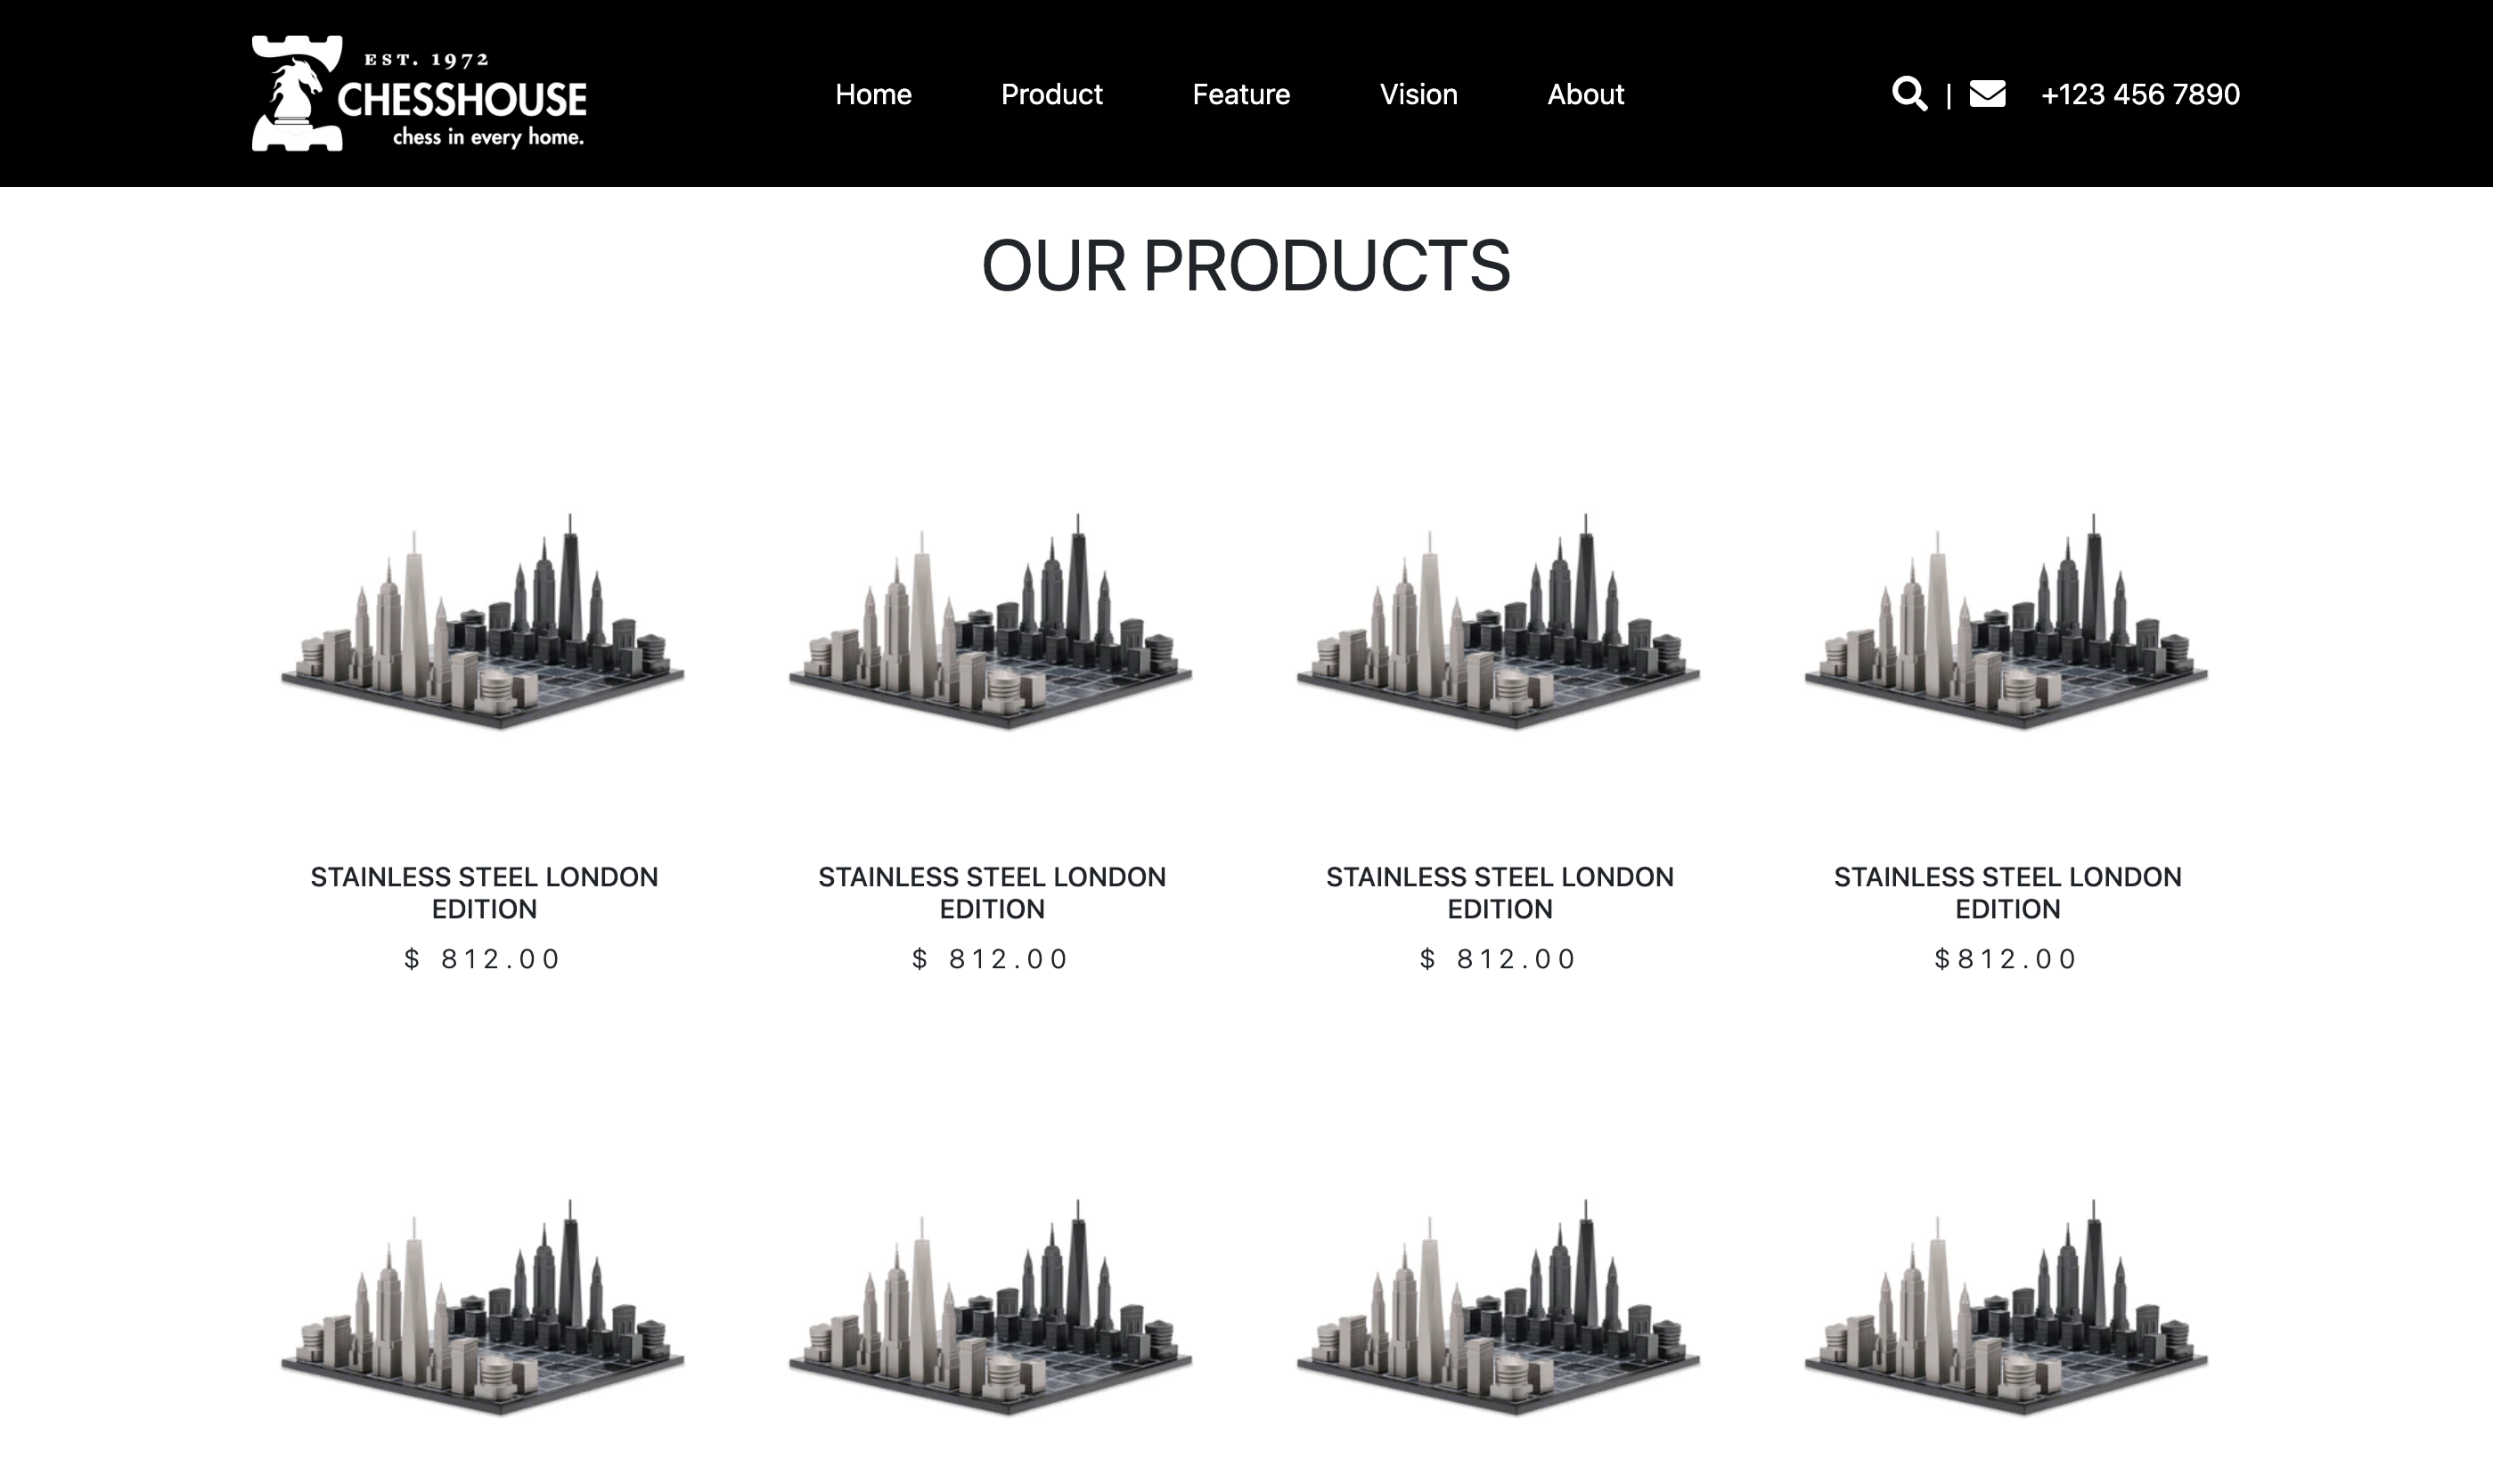 EST. 1972
CHESSHOUSE
chess in every home.
Home Product Feature Vision About
| +123 456 7890
OUR PRODUCTS
STAINLESS STEEL LONDON
EDITION
$ 812.00
STAINLESS STEEL LONDON
EDITION
$ 812.00
STAINLESS STEEL LONDON
EDITION
$ 812.00
STAINLESS STEEL LONDON
EDITION
$812.00